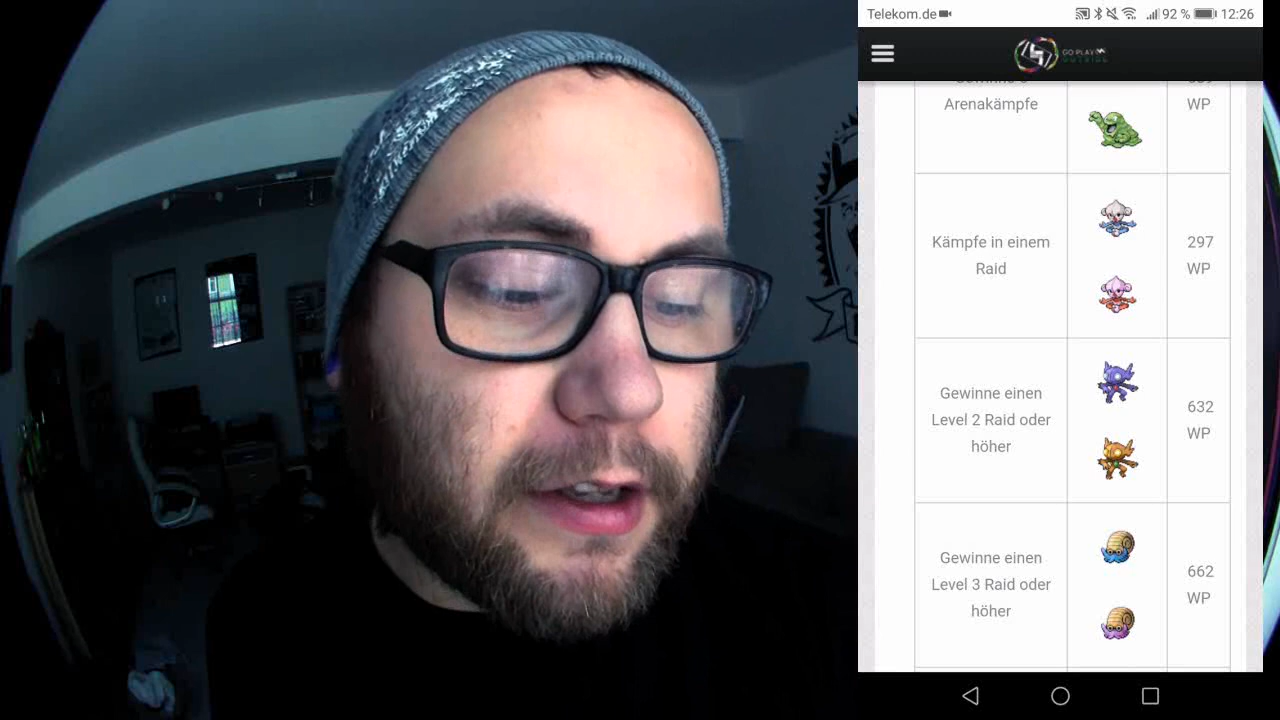 Telekom.de
92 %
12:26
GO PLAY
OUTSIDE
Arenakämpfe
WP
Kämpfe in einem
Raid
297
WP
Gewinne einen
Level 2 Raid oder
höher
632
WP
Gewinne einen
Level 3 Raid oder
höher
662
WP